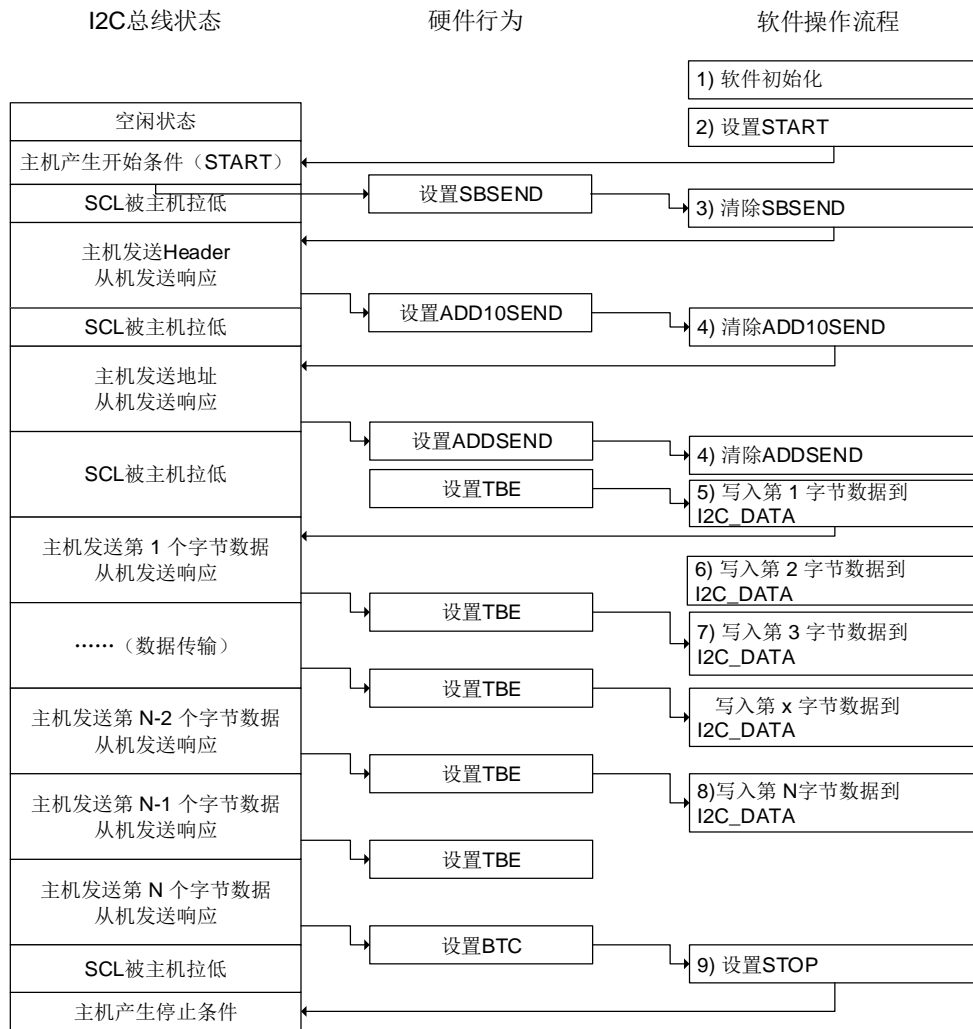 I2C总线状态
硬件行为
软件操作流程
1) 软件初始化
空闲状态
2) 设置START
主机产生开始条件（START）
SCL被主机拉低
设置SBSEND
3) 清除SBSEND
主机发送Header
从机发送响应
设置ADD10SEND
SCL被主机拉低
4) 清除ADD10SEND
主机发送地址
从机发送响应
设置ADDSEND
4) 清除ADDSEND
SCL被主机拉低
设置TBE
5) 写入第 1 字节数据到
I2C_DATA
主机发送第 1 个字节数据
从机发送响应
6) 写入第 2 字节数据到
I2C_DATA
设置TBE
7) 写入第 3 字节数据到
I2C_DATA
……（数据传输）
设置TBE
写入第 x 字节数据到
I2C_DATA
主机发送第 N-2 个字节数据
从机发送响应
设置TBE
8)写入第 N字节数据到
I2C_DATA
主机发送第 N-1 个字节数据
从机发送响应
设置TBE
主机发送第 N 个字节数据
从机发送响应
设置BTC
SCL被主机拉低
9) 设置STOP
主机产生停止条件